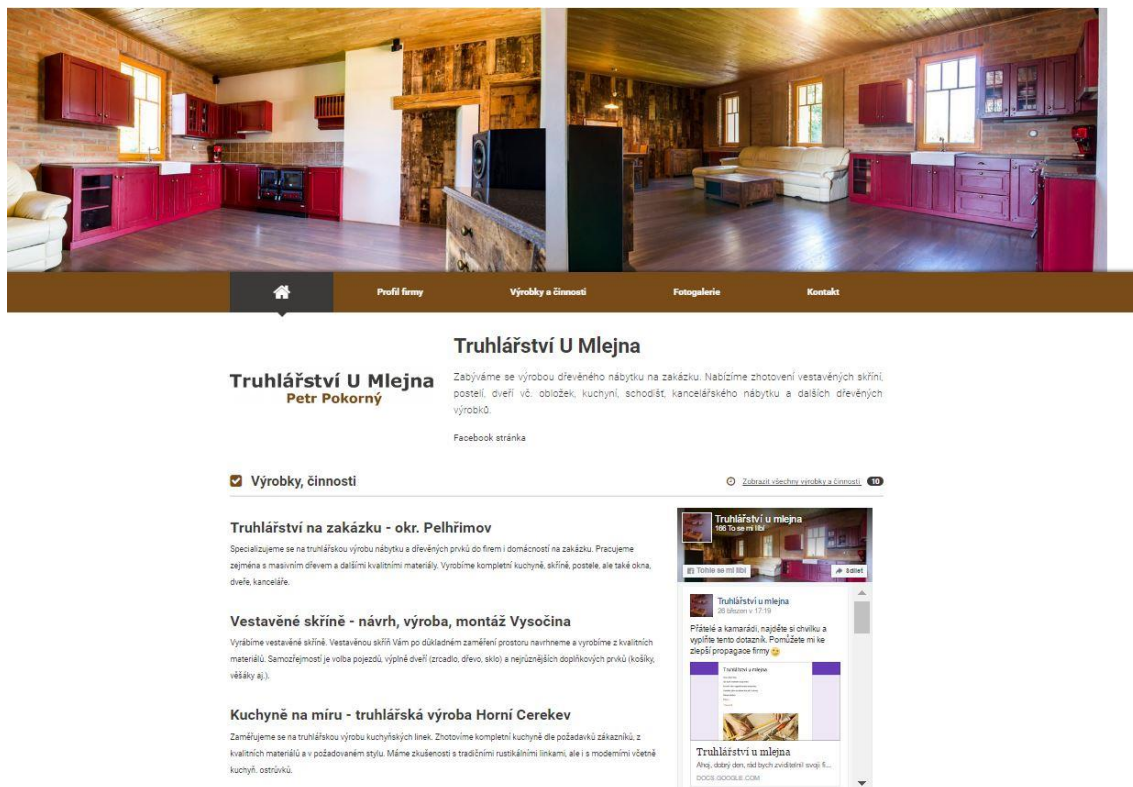 Profil firmy
Výrobky a činnosti
Fotogalerie
Kontakt
Truhlářství U Mlejna
Petr Pokorný
Truhlářství U Mlejna
Zabýváme se výrobou dřevěného nábytku na zakázku. Nabízíme zhotovení vestavěných skříní,
postelí, dveří vč. obložek, kuchyní, schodišť, kancelářského nábytku a dalších dřevěných
výrobků.
Facebook stránka
Výrobky, činnosti
Zobrazit všechny výrobky a činnosti 10
Truhlářství na zakázku - okr. Pelhřimov
Specializujeme se na truhlářskou výrobu nábytku a dřevěných prvků do firem i domácností na zakázku. Pracujeme
zejména s masivním dřevem a dalšími kvalitními materiály. Vyrobíme kompletní kuchyně, skříně, postele, ale také okna,
dveře, kanceláře.
Vestavěné skříně - návrh, výroba, montáž Vysočina
Vyrábíme vestavěné skříně. Vestavěnou skříň Vám po důkladném zaměření prostoru navrhneme a vyrobíme z kvalitních
materiálů. Samozřejmostí je volba pojezdů, výplně dveří (zrcadlo, dřevo, sklo) a nejrůznějších doplňkových prvků (košíky,
věšáky aj.).
Kuchyně na míru - truhlářská výroba Horní Cerekev
Zaměřujeme se na truhlářskou výrobu kuchyňských linek. Zhotovíme kompletní kuchyně dle požadavků zákazníků, z
kvalitních materiálů a v požadovaném stylu. Máme zkušenosti s tradičními rustikálními linkami, ale i s moderními včetně
kuchyň. ostrůvků.
Truhlářství u mlejna
166 To se mi líbí
Tohle se mi líbí
Sdílet
Truhlářství u mlejna
26 březen v 17:19
Přátelé a kamarádi, najděte si chvilku a
vyplňte tento dotazník. Pomůžete mi ke
zlepší propagace firmy
Truhlářství u mlejna
Truhlářství u mlejna
Ahoj, dobrý den, rád bych zviditelnil svojí fi...
DOCS.GOOGLE.COM